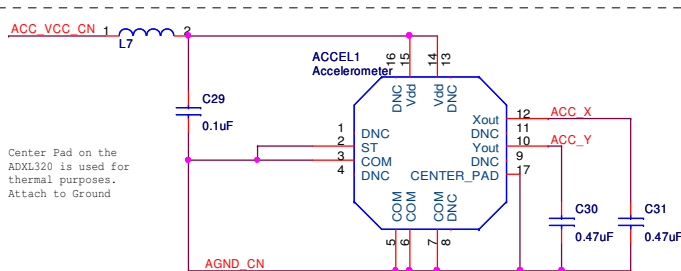 ACC_VCC_CN
1
2
L7
ACCEL1
Accelerometer
16
15
14
13
DNC
Vdd
Vdd
DNC
C29
0.1uF
1
2
3
4
DNC
ST
COM
DNC
Xout
DNC
Yout
DNC
CENTER_PAD
12
11
10
9
17
ACC_X
ACC_Y
Center Pad on the
ADXL320 is used for
thermal purposes.
Attach to Ground
COM
COM
COM
DNC
5
6
7
8
C30
0.47uF
C31
0.47uF
AGND_CN